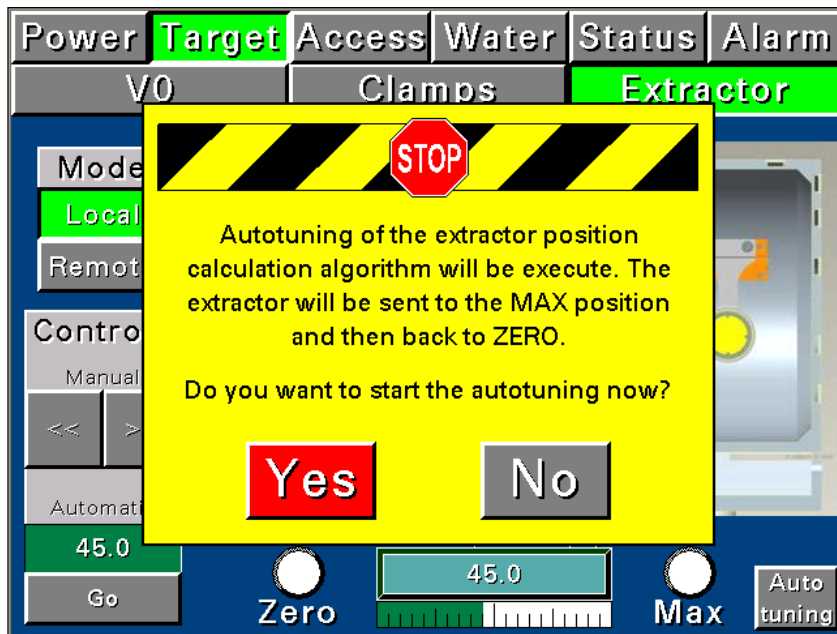 Power Target Access Water Status Alarm
V0 Clamps Extractor
STOP
Mode
Local
Remot
Autotuning of the extractor position
calculation algorithm will be execute. The
extractor will be sent to the MAX position
and then back to ZERO.
Do you want to start the autotuning now?
Yes No
Contro
Manual
<< >
Automati
45.0
Go
Zero
45.0
Max
Auto
tuning